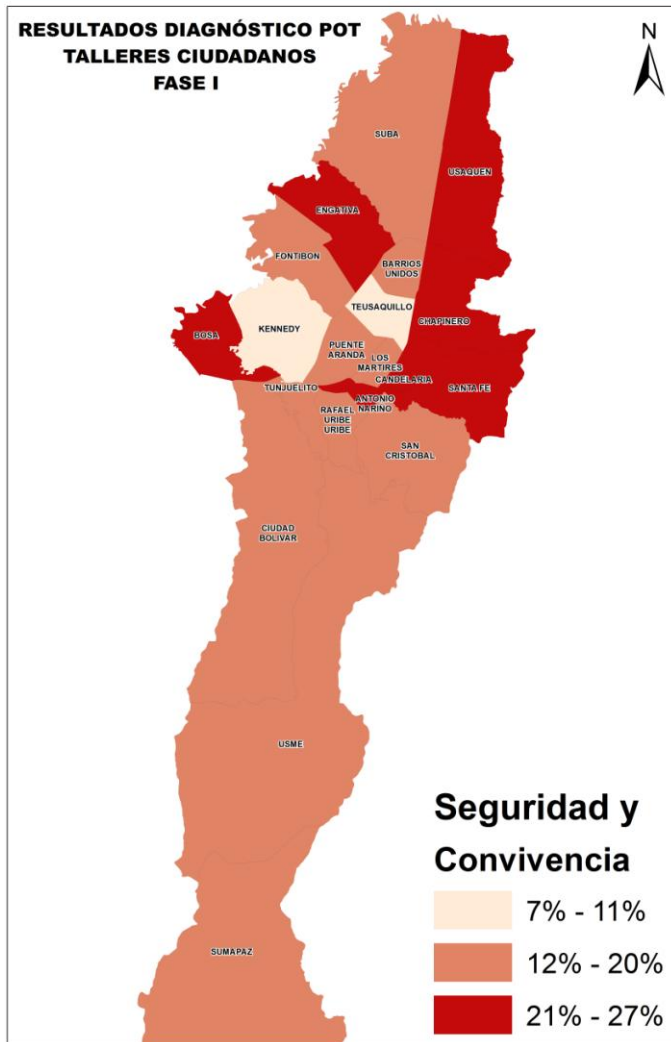 RESULTADOS DIAGNÓSTICO POT
TALLERES CIUDADANOS
FASE I
N
SUBA
USAQUEN
ENGATIVA
FONTIBON
BARRIOS
UNIDOS
TEUSAQUILLO
CHAPINERO
BOSA
KENNEDY
PUENTE
ARANDA
LOS
MARTIRES
CANDELARIA
SANTA FE
TUNJUELITO
ANTONIO
NARINO
RAFAEL
URIBE
URIBE
SAN
CRISTOBAL
CIUDAD
BOLIVAR
USME
SUMAPAZ
Seguridad y
Convivencia
7% - 11%
12% - 20%
21% - 27%